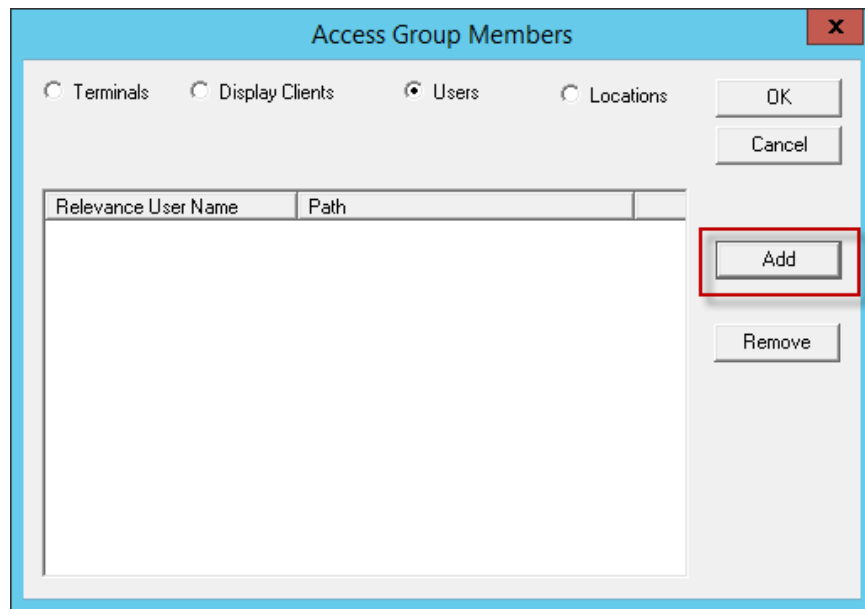 Access Group Members
x
Terminals Display Clients Users Locations
OK
Cancel
Relevance User Name Path
Add
Remove